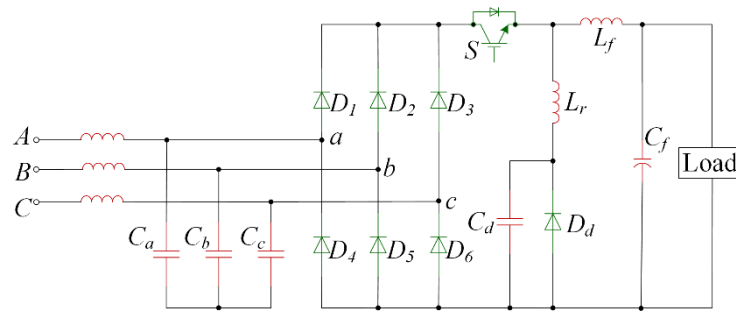 S
L_f
D_1
D_2
D_3
L_r
A
a
C_f
Load
B
b
C
c
C_a
C_b
C_c
D_4
D_5
D_6
C_d
D_d